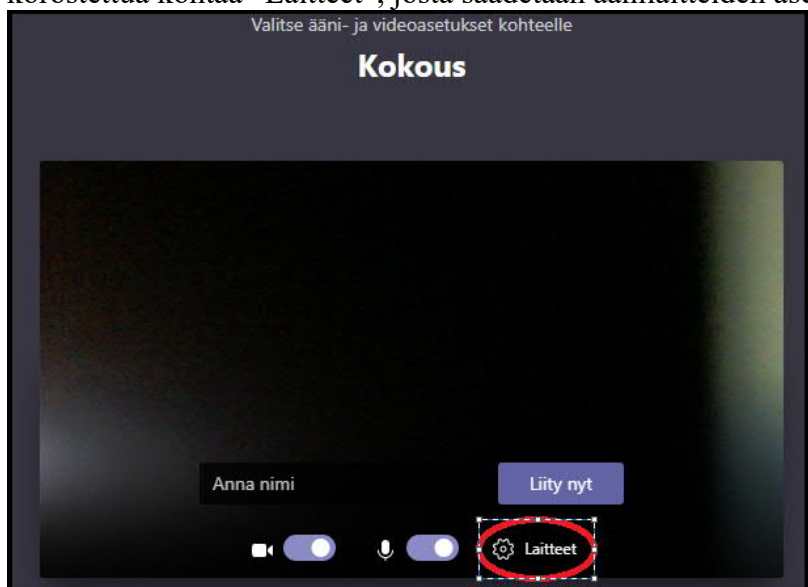 Valitse ääni- ja videoasetukset kohteelle
Kokous
Anna nimi
Liity nyt
Laitteet